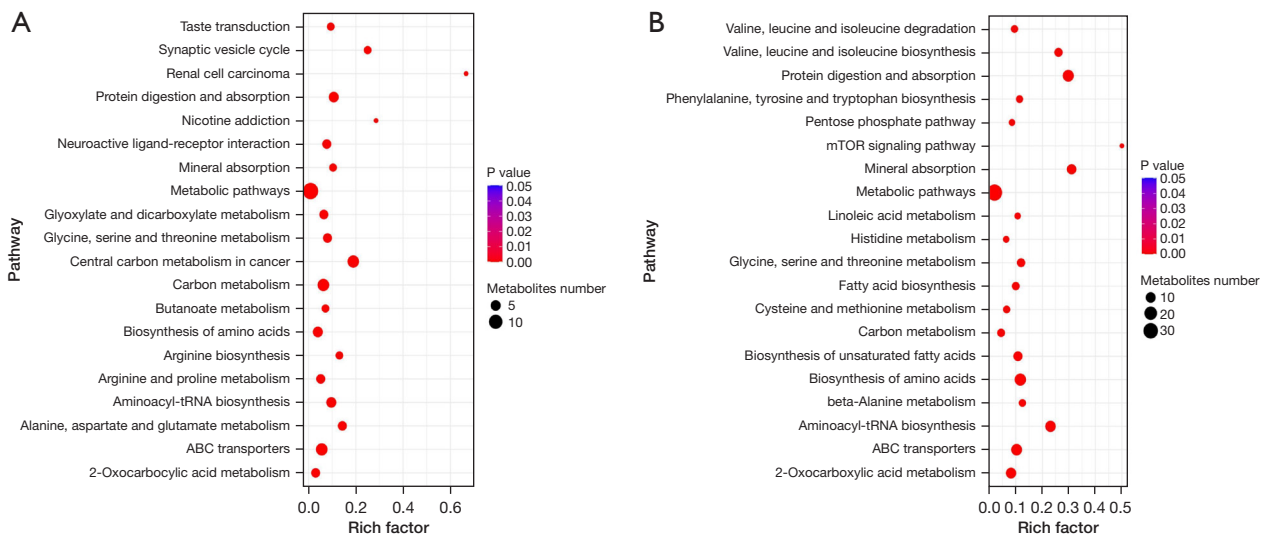 A
Taste transduction
Synaptic vesicle cycle
Renal cell carcinoma
Protein digestion and absorption
Nicotine addiction
Neuroactive ligand-receptor interaction
Mineral absorption
Metabolic pathways
Glyoxylate and dicarboxylate metabolism
Glycine, serine and threonine metabolism
Central carbon metabolism in cancer
Carbon metabolism
Butanoate metabolism
Biosynthesis of amino acids
Arginine biosynthesis
Arginine and proline metabolism
Aminoacyl-tRNA biosynthesis
Alanine, aspartate and glutamate metabolism
ABC transporters
2-Oxocarbocylic acid metabolism
Pathway
0.0 0.2 0.4 0.6
Rich factor
P value
0.05
0.04
0.03
0.02
0.01
0.00
Metabolites number
5
10
B
Valine, leucine and isoleucine degradation
Valine, leucine and isoleucine biosynthesis
Protein digestion and absorption
Phenylalanine, tyrosine and tryptophan biosynthesis
Pentose phosphate pathway
mTOR signaling pathway
Mineral absorption
Metabolic pathways
Linoleic acid metabolism
Histidine metabolism
Glycine, serine and threonine metabolism
Fatty acid biosynthesis
Cysteine and methionine metabolism
Carbon metabolism
Biosynthesis of unsaturated fatty acids
Biosynthesis of amino acids
beta-Alanine metabolism
Aminoacyl-tRNA biosynthesis
ABC transporters
2-Oxocarboxylic acid metabolism
Pathway
0.0 0.1 0.2 0.3 0.4 0.5
Rich factor
P value
0.05
0.04
0.03
0.02
0.01
0.00
Metabolites number
10
20
30